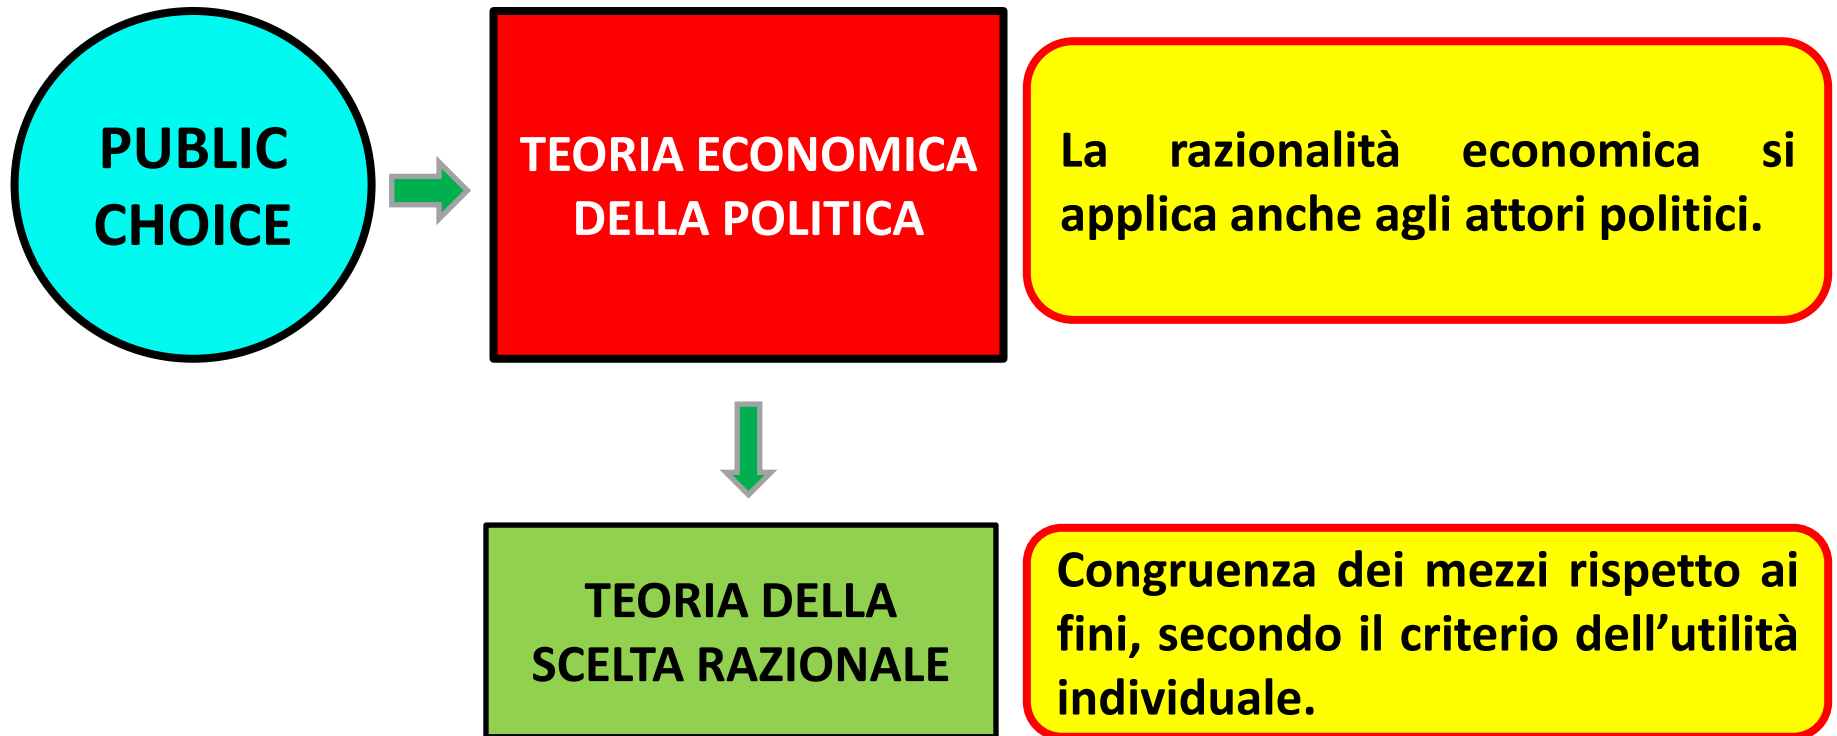 PUBLIC
CHOICE
TEORIA ECONOMICA
DELLA POLITICA
La razionalità economica si
applica anche agli attori politici.
TEORIA DELLA
SCELTA RAZIONALE
Congruenza dei mezzi rispetto ai
fini, secondo il criterio dell’utilità
individuale.